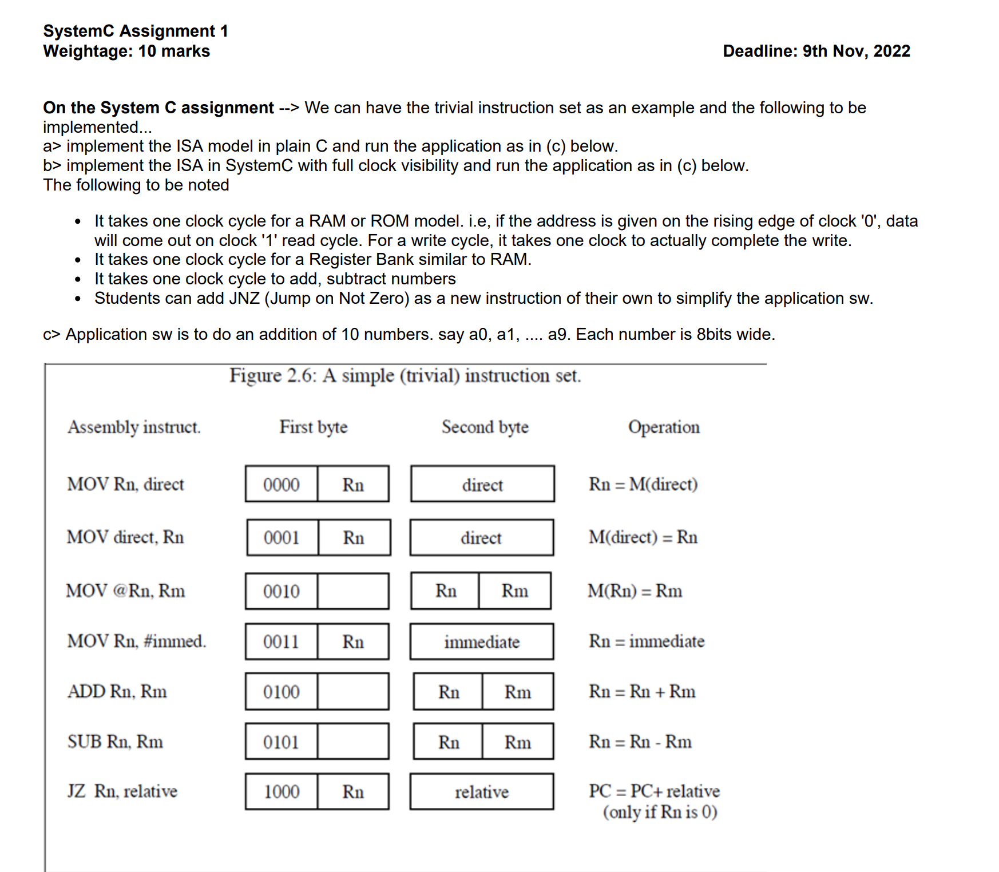 SystemC Assignment 1
Weightage: 10 marks Deadline: 9th Nov, 2022
On the System C assignment --> We can have the trivial instruction set as an example and the following to be
implemented...
a> implement the ISA model in plain C and run the application as in (c) below.
b> implement the ISA in SystemC with full clock visibility and run the application as in (c) below.
The following to be noted
• It takes one clock cycle for a RAM or ROM model. i.e, if the address is given on the rising edge of clock '0', data
will come out on clock '1' read cycle. For a write cycle, it takes one clock to actually complete the write.
• It takes one clock cycle for a Register Bank similar to RAM.
• It takes one clock cycle to add, subtract numbers
• Students can add JNZ (Jump on Not Zero) as a new instruction of their own to simplify the application sw.
c> Application sw is to do an addition of 10 numbers. say a0, a1, .... a9. Each number is 8bits wide.
Figure 2.6: A simple (trivial) instruction set.
Assembly instruct. First byte Second byte Operation
MOV Rn, direct 0000 Rn direct Rn = M(direct)
MOV direct, Rn 0001 Rn direct M(direct) = Rn
MOV @Rn, Rm 0010 Rn Rm M(Rn) = Rm
MOV Rn, #immed. 0011 Rn immediate Rn = immediate
ADD Rn, Rm 0100 Rn Rm Rn = Rn + Rm
SUB Rn, Rm 0101 Rn Rm Rn = Rn - Rm
JZ Rn, relative 1000 Rn relative PC = PC+ relative
(only if Rn is 0)